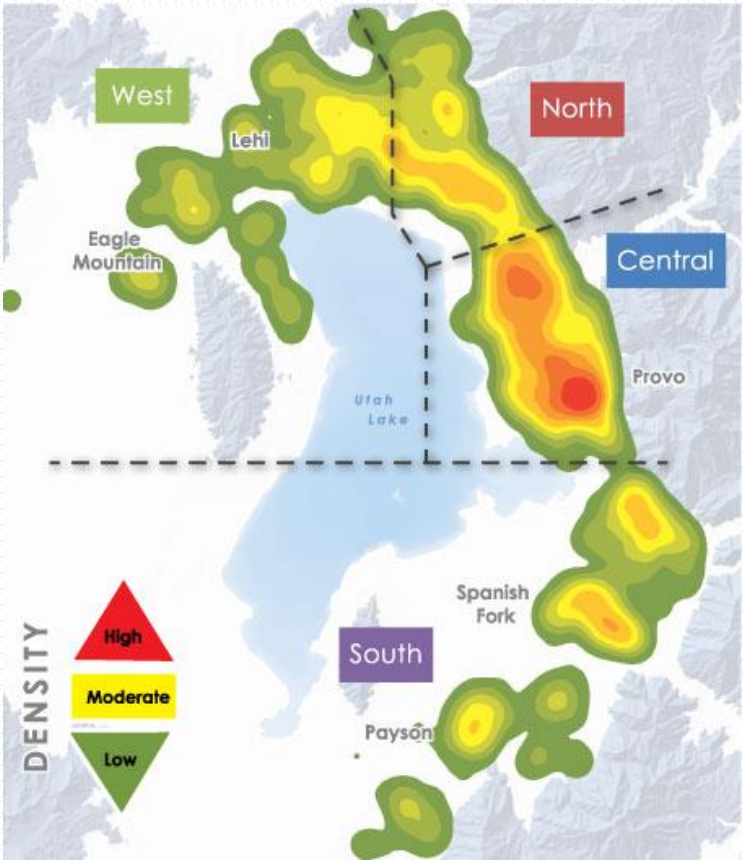 West
North
Lehi
Eagle
Mountain
Central
Utah
Lake
Provo
Spanish
Fork
South
Payson
DENSITY
High
Moderate
Low